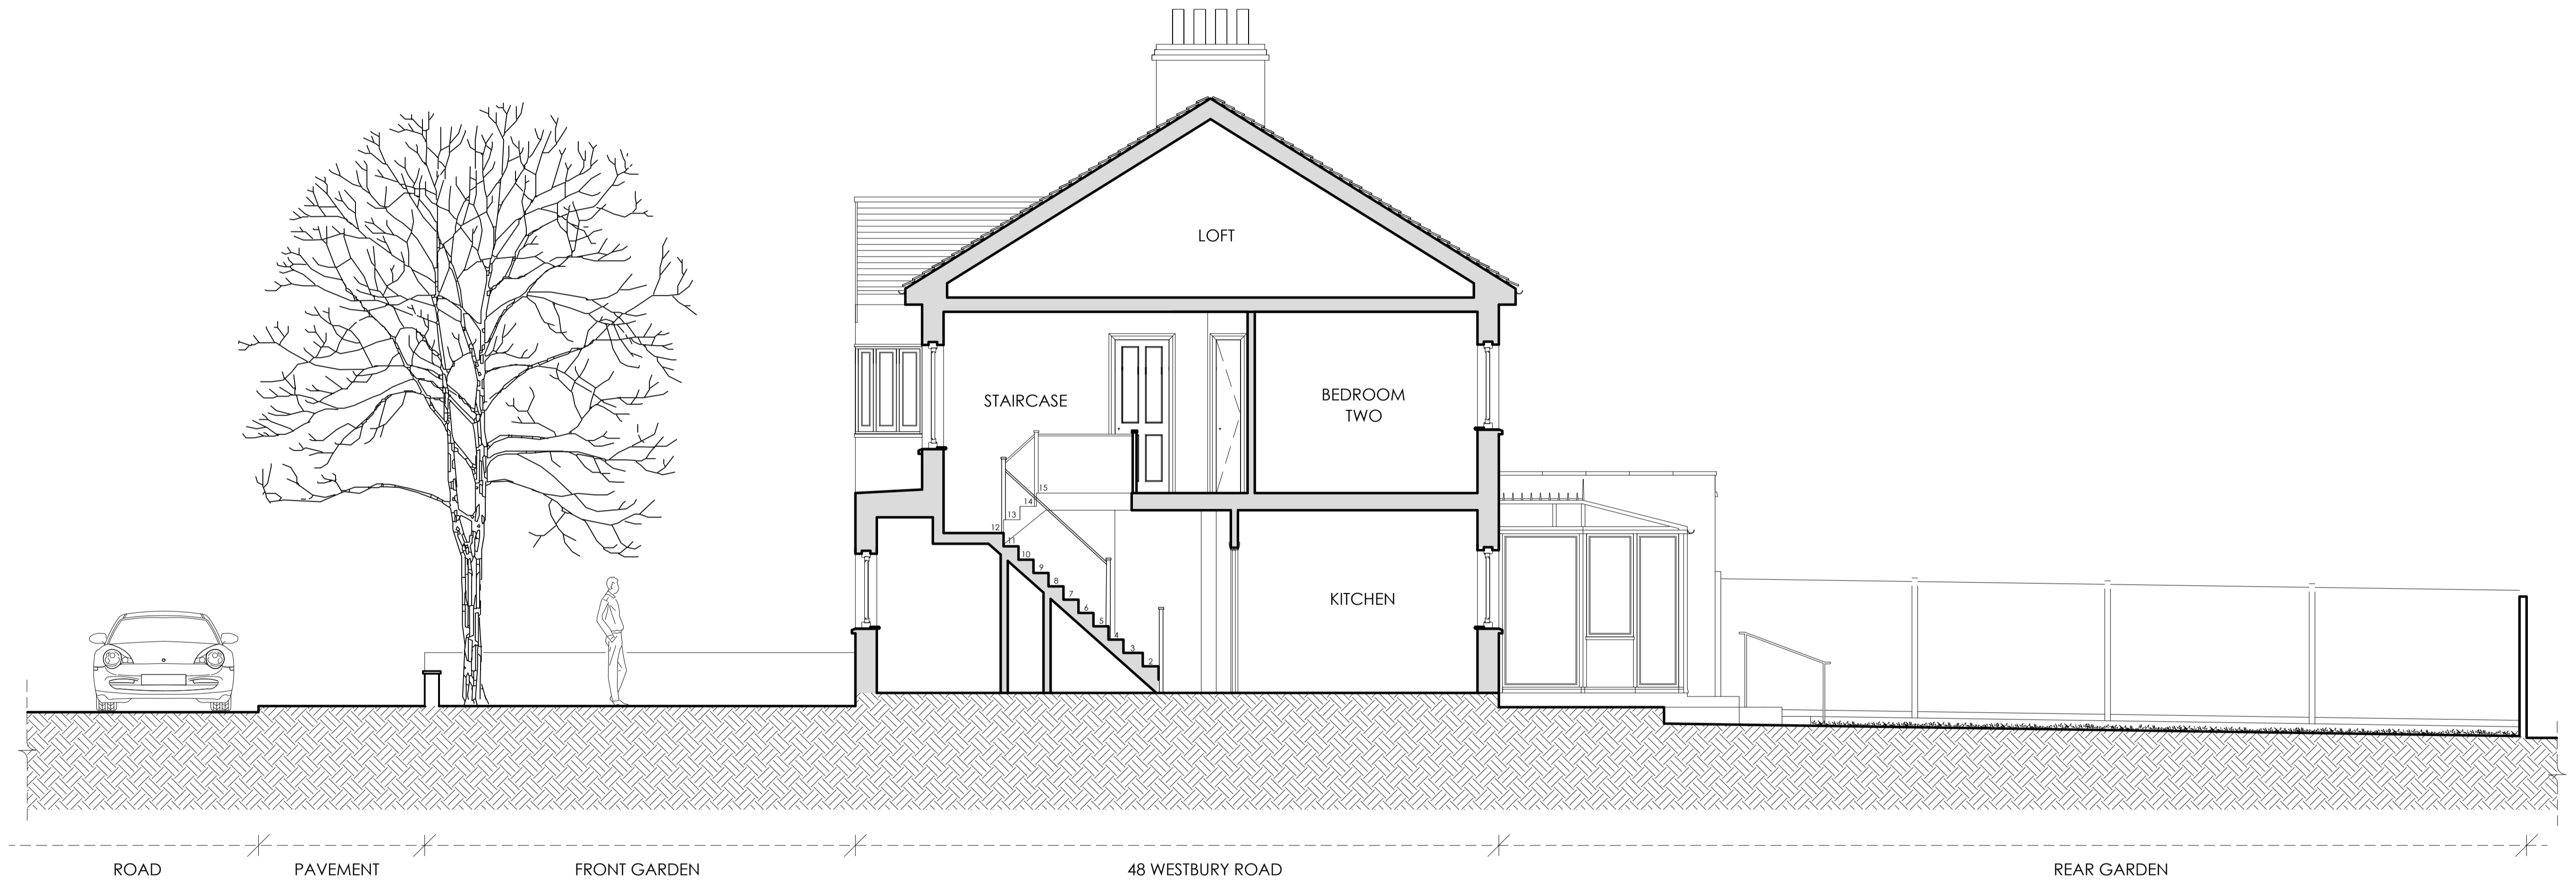 LOFT
STAIRCASE
BEDROOM
TWO
15
14
13
12
11
10
9
8
7
6
5
4
3
2
KITCHEN
ROAD
PAVEMENT
FRONT GARDEN
48 WESTBURY ROAD
REAR GARDEN